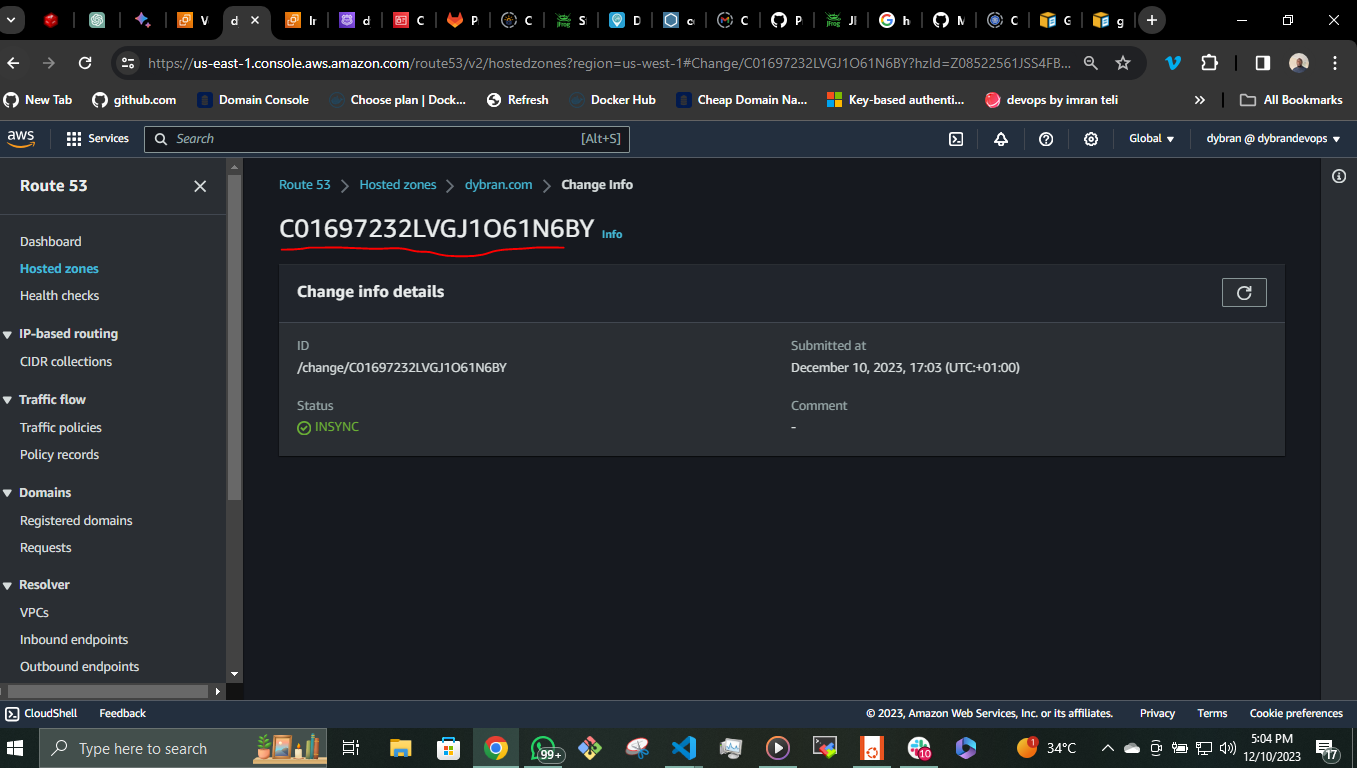 V
d
Ir
d
C
P
C
S
D
c
C
P
JI
h
M
C
G
g
https://us-east-1.console.aws.amazon.com/route53/v2/hostedzones?region=us-west-1#Change/C01697232LVGJ1O61N6BY?hzId=Z08522561JSS4FB...
New Tab
github.com
Domain Console
Choose plan | Dock...
Refresh
Docker Hub
Cheap Domain Na...
Key-based authenti...
devops by imran teli
»
All Bookmarks
aws
Services
Search
[Alt+S]
Global
dybran @ dybrandevops
Route 53
Dashboard
Hosted zones
Health checks
IP-based routing
CIDR collections
Traffic flow
Traffic policies
Policy records
Domains
Registered domains
Requests
Resolver
VPCs
Inbound endpoints
Outbound endpoints
Route 53
Hosted zones
dybran.com
Change Info
C01697232LVGJ1O61N6BY Info
Change info details
ID
/change/C01697232LVGJ1O61N6BY
Submitted at
December 10, 2023, 17:03 (UTC:+01:00)
Status
INSYNC
Comment
-
CloudShell
Feedback
© 2023, Amazon Web Services, Inc. or its affiliates.
Privacy
Terms
Cookie preferences
Type here to search
99+
10
1
34°C
5:04 PM
12/10/2023
17